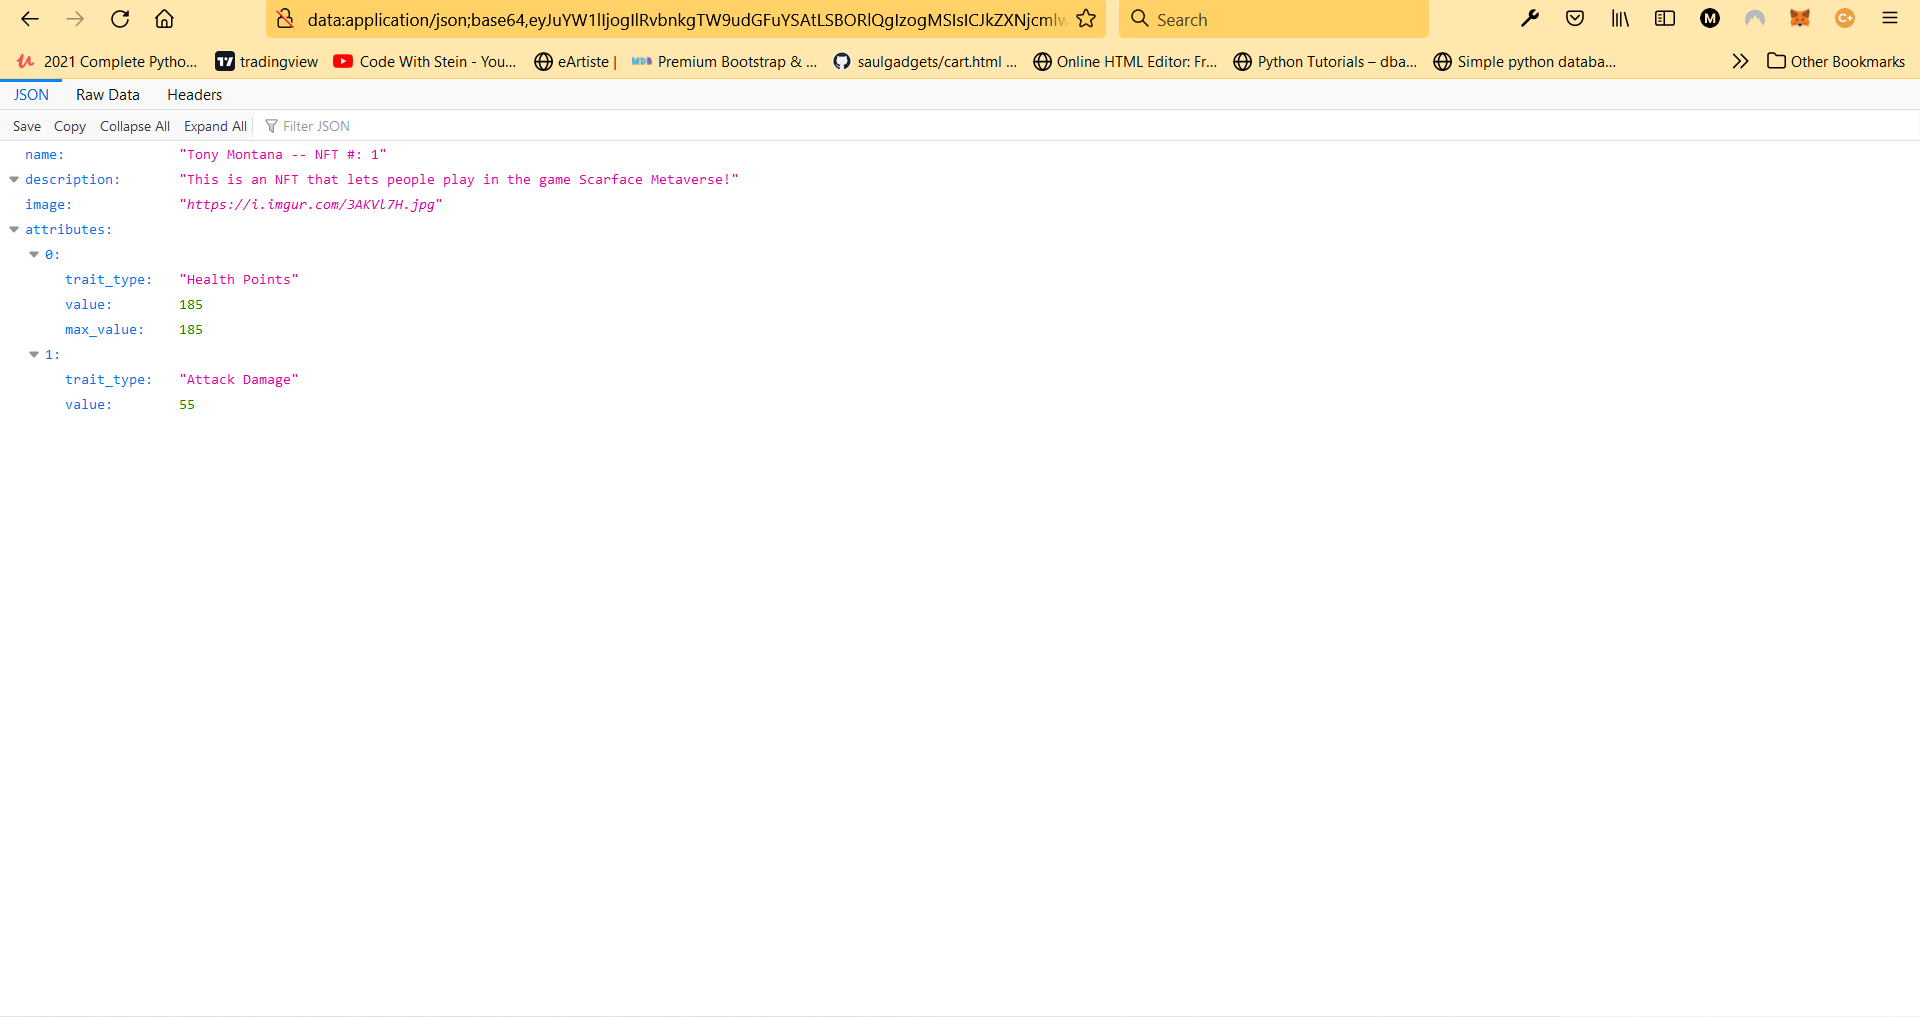 data:application/json;base64,eyJuYW1lIjogIlRvbnkgTW9udGFuYSAtLSBORlQgIzogMSIsICJkZXNjcmlw
Search
2021 Complete Pytho...
tradingview
Code With Stein - You...
eArtiste |
Premium Bootstrap & ...
saulgadgets/cart.html ...
Online HTML Editor: Fr...
Python Tutorials – dba...
Simple python databa...
Other Bookmarks
JSON Raw Data Headers
Save Copy Collapse All Expand All Filter JSON
name: "Tony Montana -- NFT #: 1"
description: "This is an NFT that lets people play in the game Scarface Metaverse!"
image: "https://i.imgur.com/3AKVl7H.jpg"
attributes:
0:
trait_type: "Health Points"
value: 185
max_value: 185
1:
trait_type: "Attack Damage"
value: 55